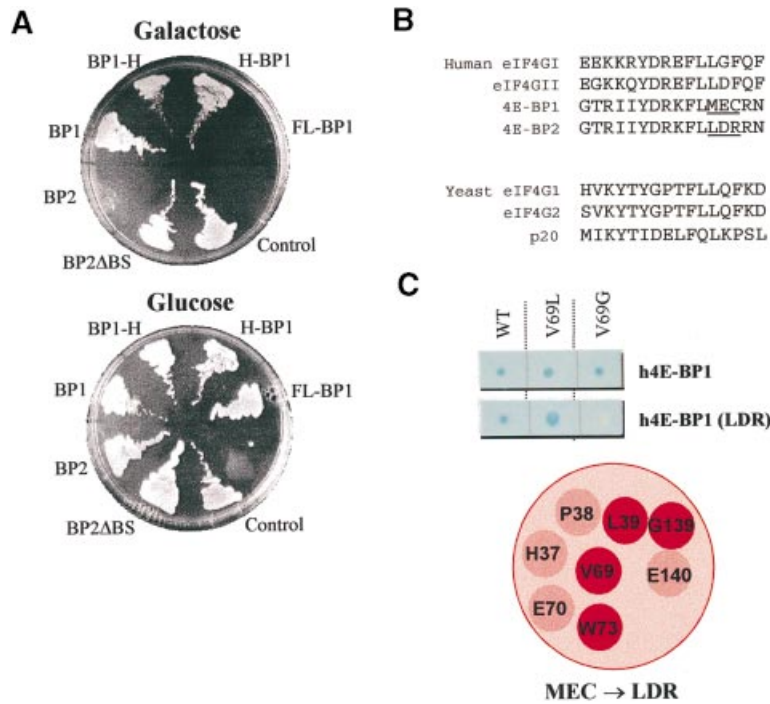 A
Galactose
BP1-H
H-BP1
BP1
FL-BP1
BP2
BP2ΔBS
Control
Glucose
BP1-H
H-BP1
BP1
FL-BP1
BP2
BP2ΔBS
Control
B
Human eIF4GI EEKKRYDREFLLGFQF
eIF4GII EGKKQYDREFLLDFQF
4E-BP1 GTRIIYDRKFLMECRN
4E-BP2 GTRIIYDRKFLLDRRN
Yeast eIF4G1 HVKYTYGPTFLLQFKD
eIF4G2 SVKYTYGPTFLLQFKD
p20 MIKYTIDELFQLKPSL
C
WT V69L V69G
h4E-BP1
h4E-BP1 (LDR)
P38 L39 G139
H37 V69 E140
E70 W73
MEC → LDR